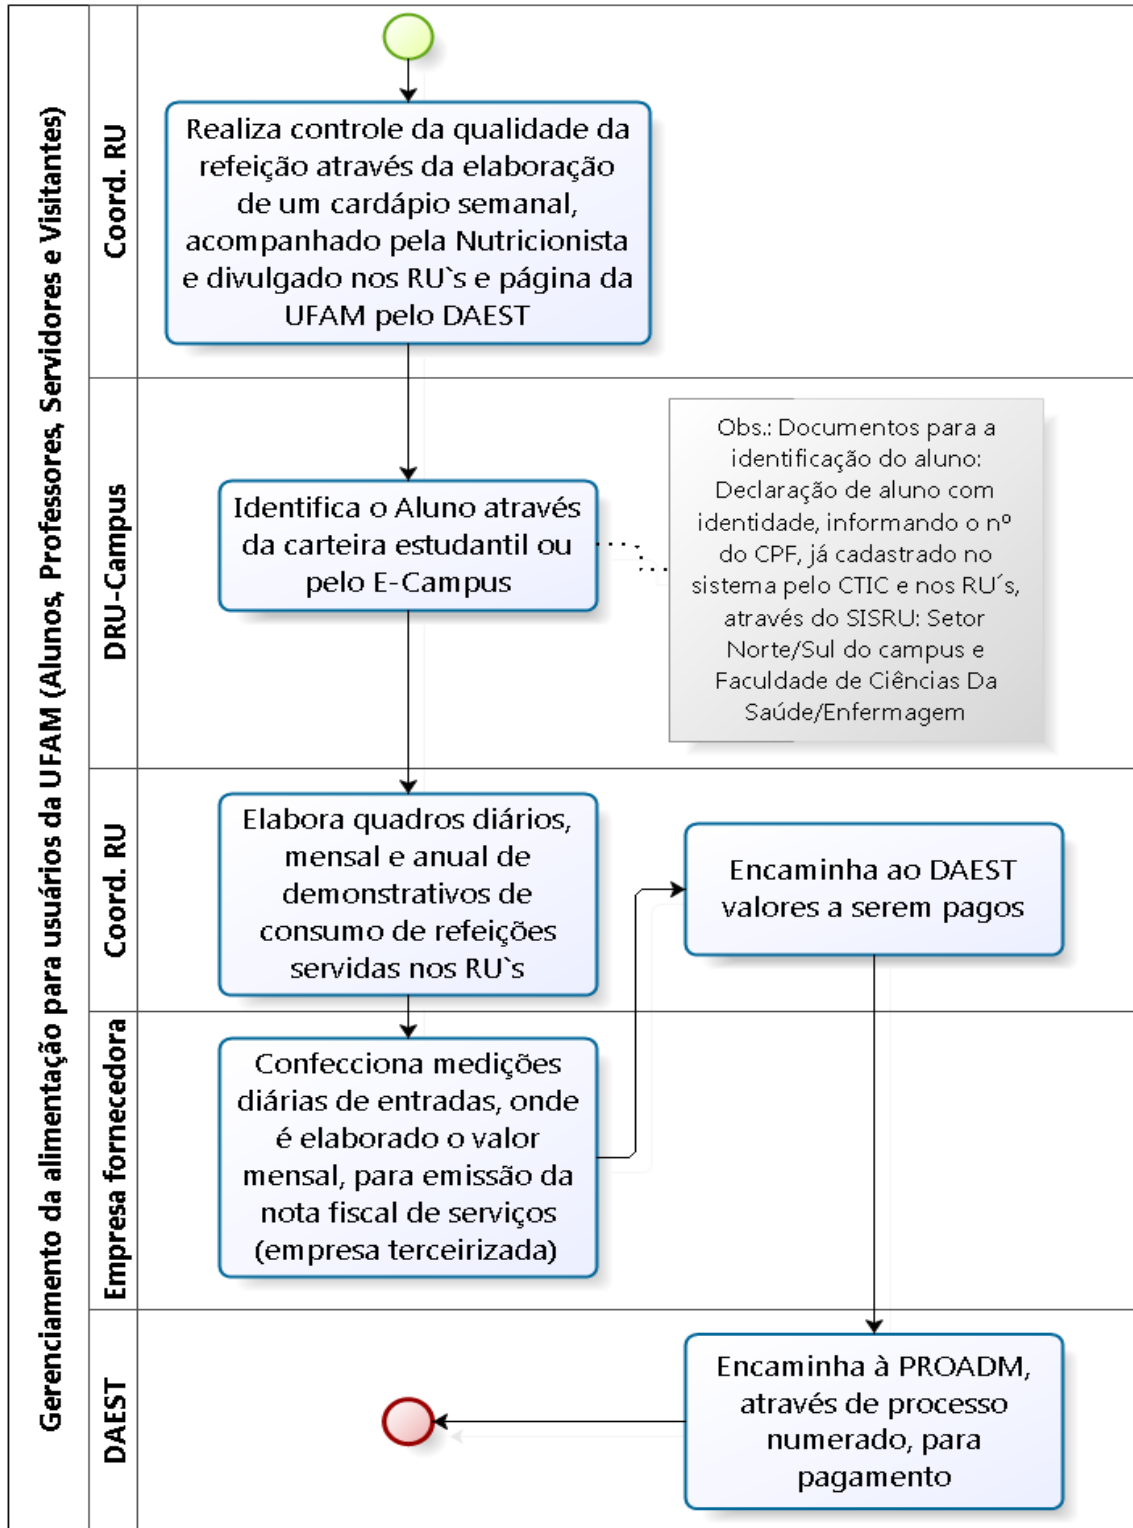 Gerenciamento da alimentação para usuários da UFAM (Alunos, Professores, Servidores e Visitantes)
Coord. RU
Realiza controle da qualidade da
refeição através da elaboração
de um cardápio semanal,
acompanhado pela Nutricionista
e divulgado nos RU`s e página da
UFAM pelo DAEST
DRU-Campus
Identifica o Aluno através
da carteira estudantil ou
pelo E-Campus
Obs.: Documentos para a
identificação do aluno:
Declaração de aluno com
identidade, informando o nº
do CPF, já cadastrado no
sistema pelo CTIC e nos RU´s,
através do SISRU: Setor
Norte/Sul do campus e
Faculdade de Ciências Da
Saúde/Enfermagem
Coord. RU
Elabora quadros diários,
mensal e anual de
demonstrativos de
consumo de refeições
servidas nos RU`s
Encaminha ao DAEST
valores a serem pagos
Empresa fornecedora
Confecciona medições
diárias de entradas, onde
é elaborado o valor
mensal, para emissão da
nota fiscal de serviços
(empresa terceirizada)
DAEST
Encaminha à PROADM,
através de processo
numerado, para
pagamento